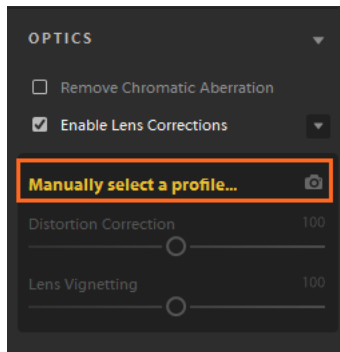 OPTICS
Remove Chromatic Aberration
Enable Lens Corrections
Manually select a profile...
Distortion Correction 100
Lens Vignetting 100